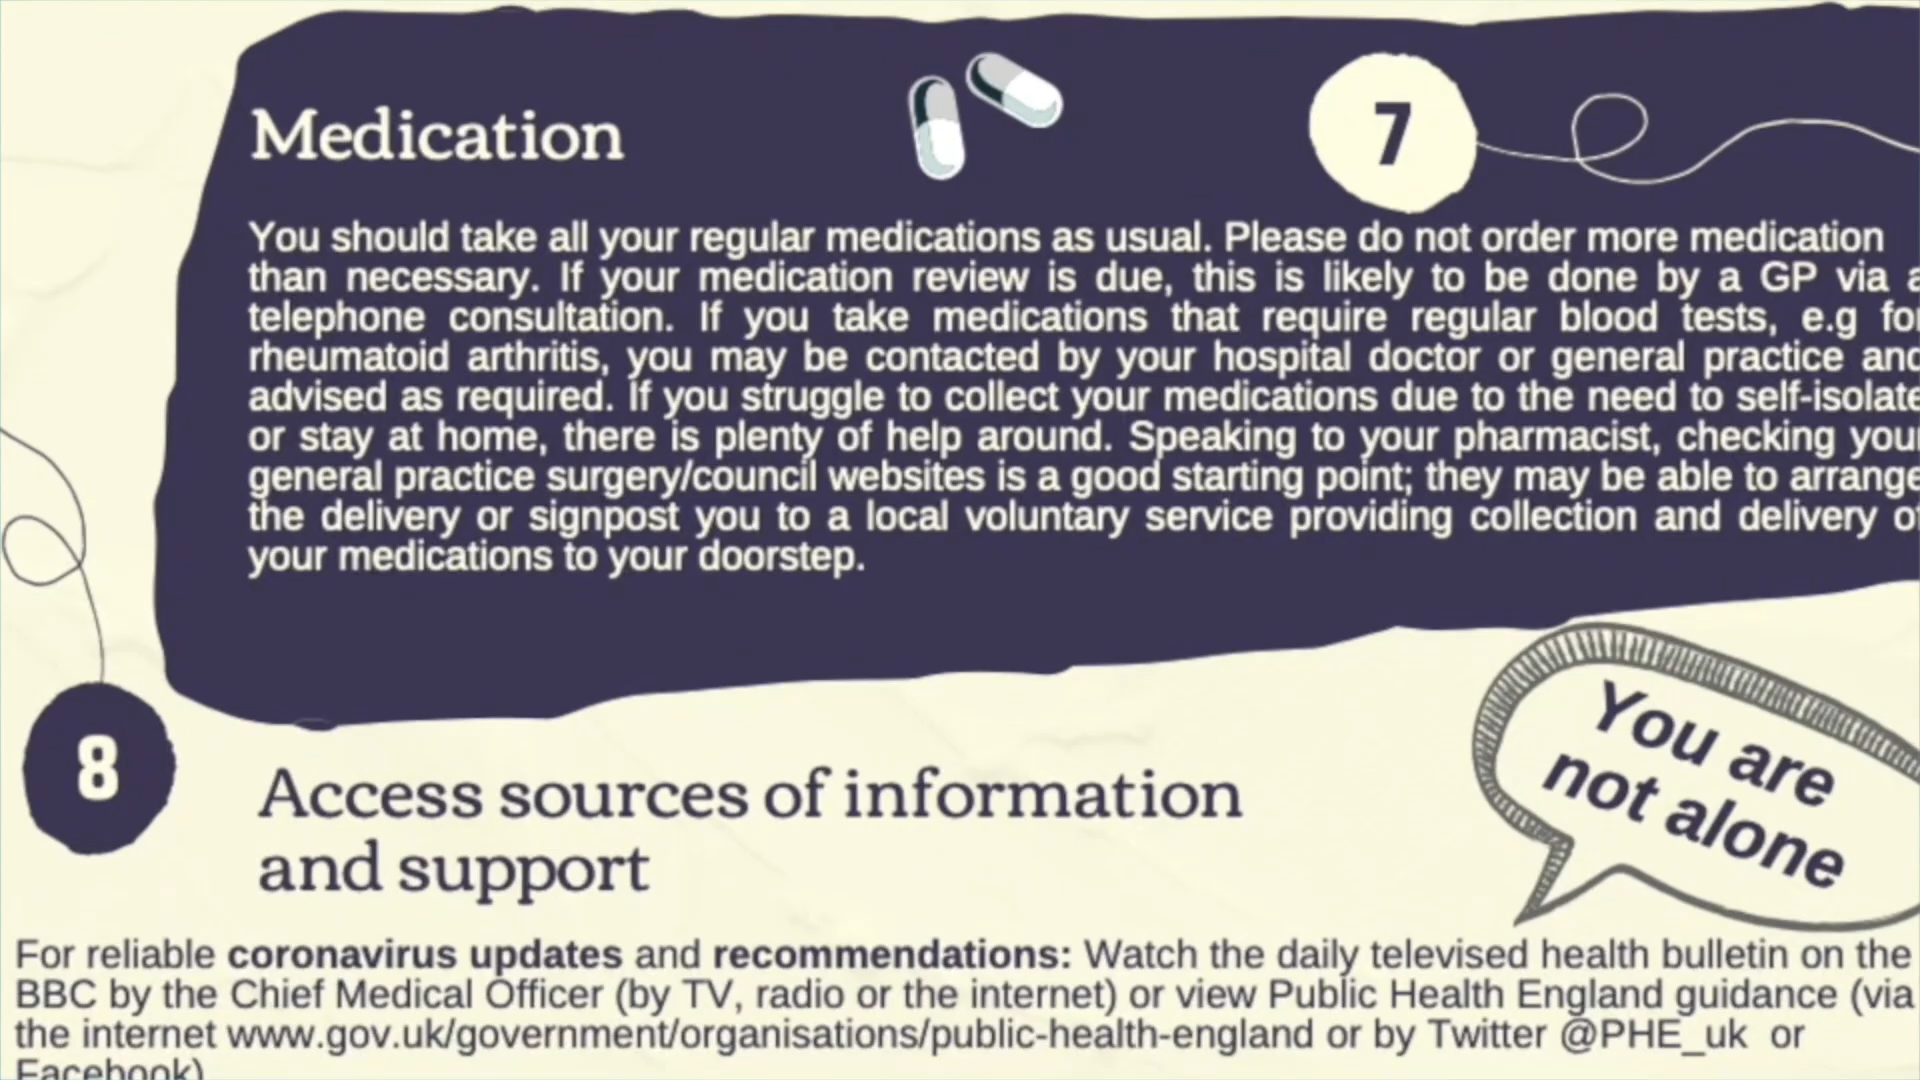 Medication
7
You should take all your regular medications as usual. Please do not order more medication
than necessary. If your medication review is due, this is likely to be done by a GP via a
telephone consultation. If you take medications that require regular blood tests, e.g for
rheumatoid arthritis, you may be contacted by your hospital doctor or general practice and
advised as required. If you struggle to collect your medications due to the need to self-isolate
or stay at home, there is plenty of help around. Speaking to your pharmacist, checking your
general practice surgery/council websites is a good starting point; they may be able to arrange
the delivery or signpost you to a local voluntary service providing collection and delivery of
your medications to your doorstep.
You are
not alone
8
Access sources of information
and support
For reliable coronavirus updates and recommendations: Watch the daily televised health bulletin on the
BBC by the Chief Medical Officer (by TV, radio or the internet) or view Public Health England guidance (via
the internet www.gov.uk/government/organisations/public-health-england or by Twitter @PHE_uk or
Facebook)